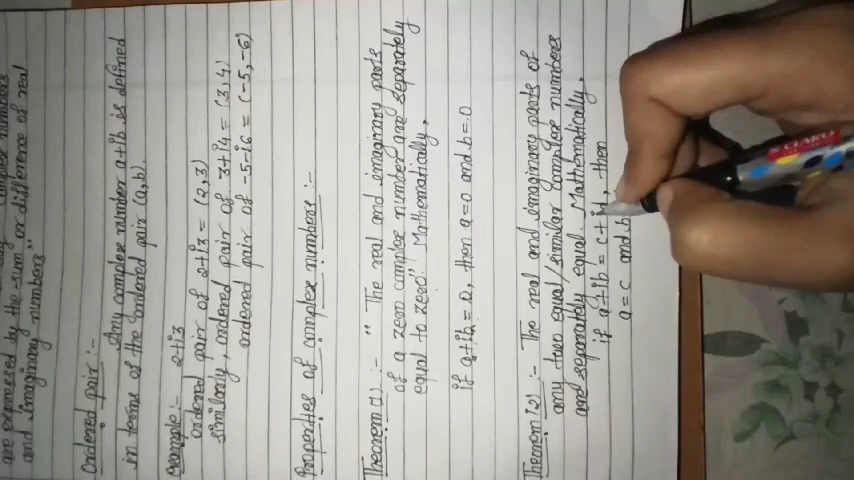 are expressed by the sum or difference of real
and imaginary numbers"
Ordered pair :-
Any complex number a+ib is defined
in terms of the ordered pair (a,b).
example:- 2+i3
ordered pair of 2+i3 = (2,3)
similarly, ordered pair of 3+i4 = (3,4)
ordered pair of -5-i6 = (-5,-6)
Properties of complex numbers:-
Theorem (1) :- " The real and imaginary parts
of a zero complex number are separately
equal to zero". Mathematically,
if a+ib = 0, then a=0 and b=0
Theorem (2) :- The real and imaginary parts of
any two equal/similar complex numbers
are separately equal. Mathematically,
if a+ib = c+id, then
a=c and b
CLARO